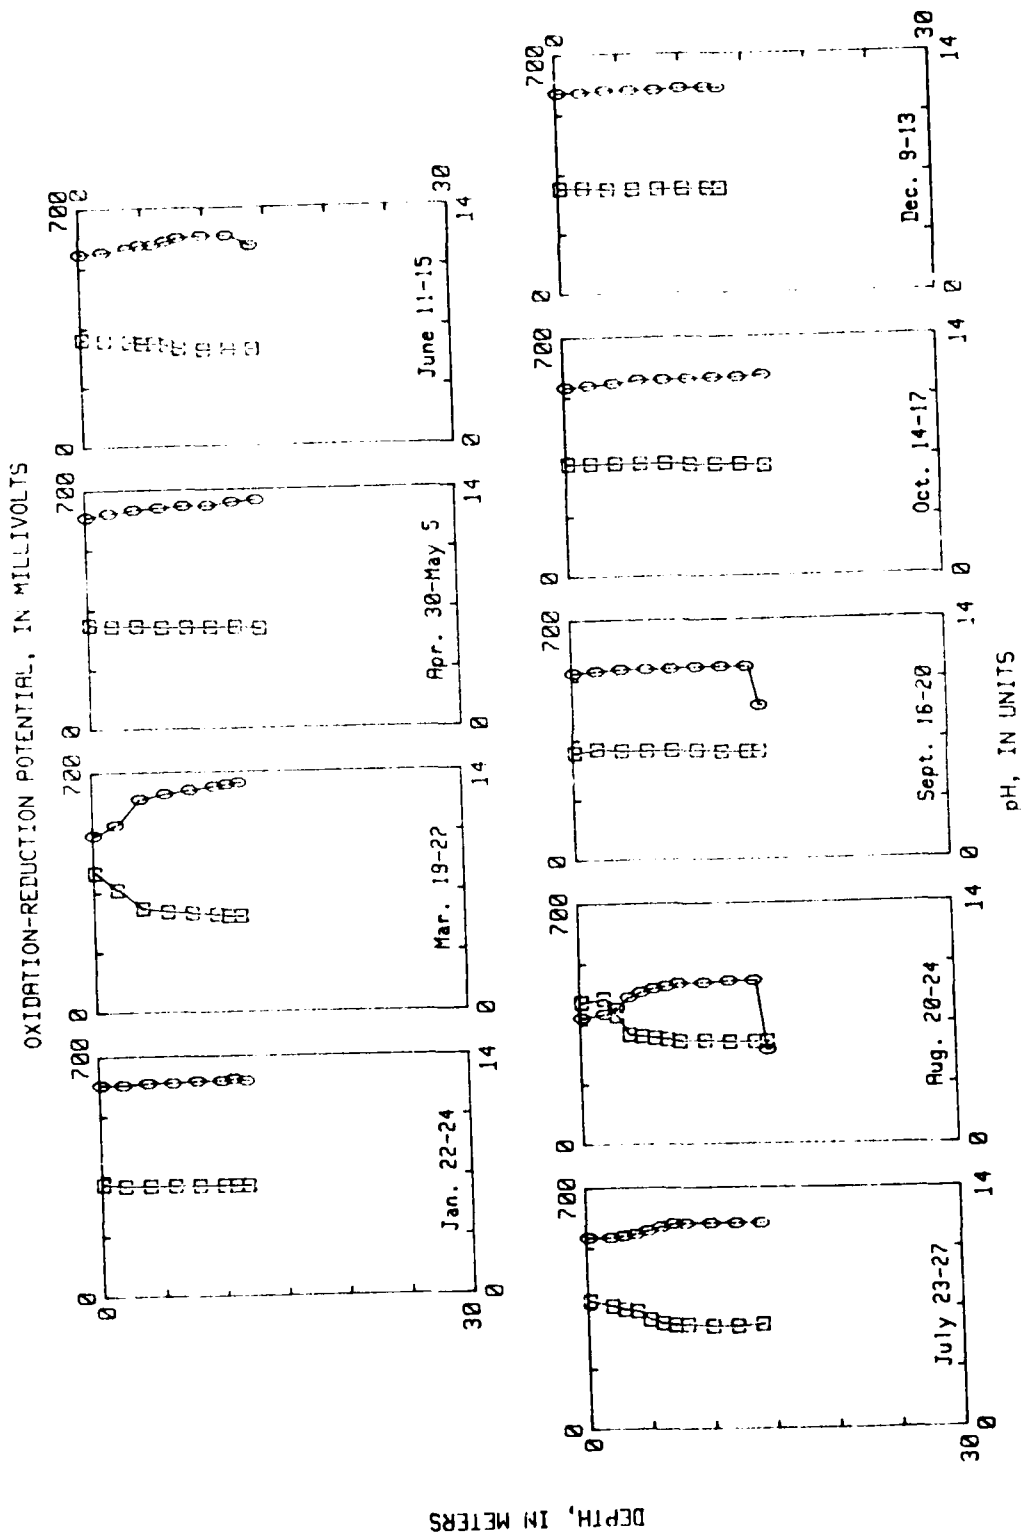 OXIDATION-REDUCTION POTENTIAL, IN MILLIVOLTS
0 700 0 700 0 700 0 700
0 0
30 30
Jan. 22-24 Mar. 19-22 Apr. 30-May 5 June 11-15
0 14 0 14 0 14 0 14
DEPTH, IN METERS
0 700 0 700 0 700 0 700 0 700
0 0
30 30
July 23-27 Aug. 20-24 Sept. 16-20 Oct. 14-17 Dec. 9-13
0 14 0 14 0 14 0 14 0 14
pH, IN UNITS